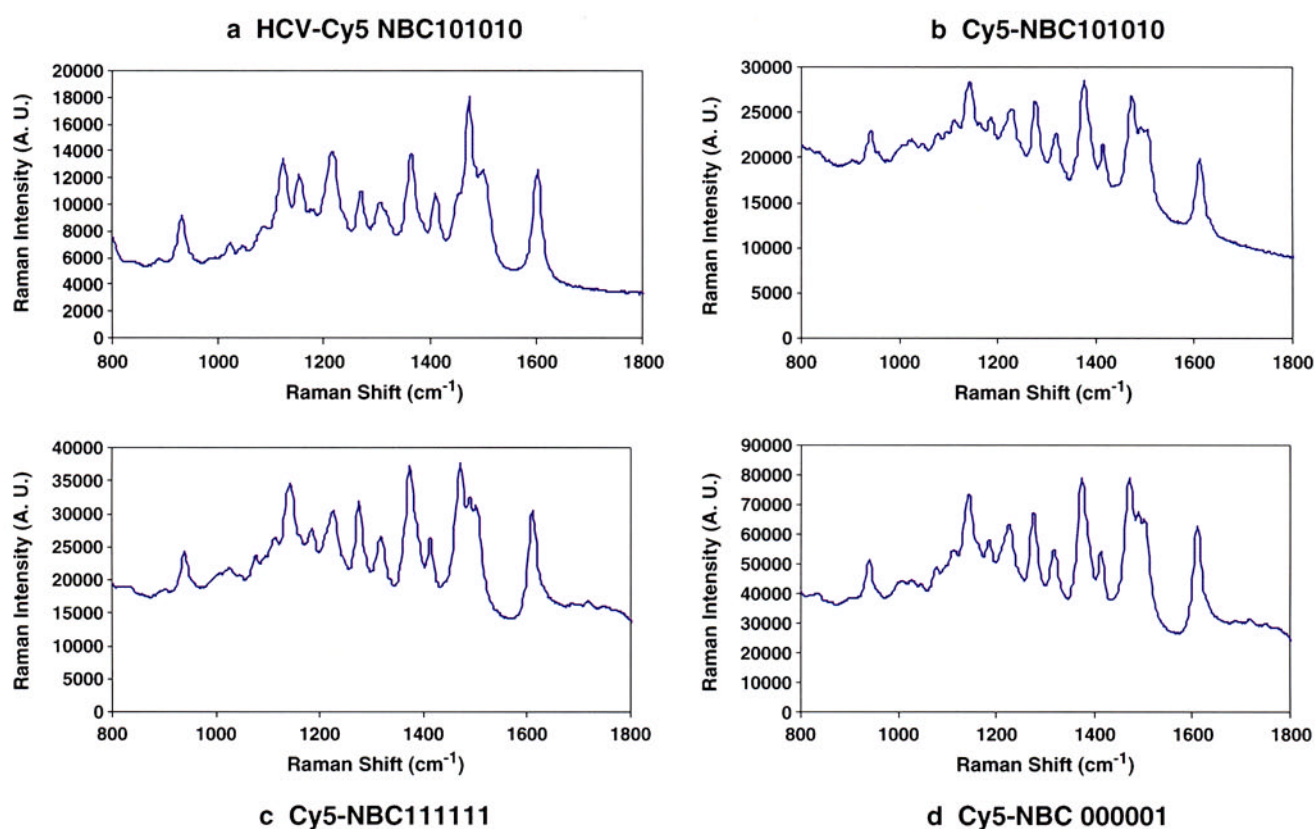 a HCV-Cy5 NBC101010
20000
18000
16000
14000
12000
10000
8000
6000
4000
2000
0
Raman Intensity (A. U.)
800 1000 1200 1400 1600 1800
Raman Shift (cm⁻¹)
b Cy5-NBC101010
30000
25000
20000
15000
10000
5000
0
Raman Intensity (A. U.)
800 1000 1200 1400 1600 1800
Raman Shift (cm⁻¹)
40000
35000
30000
25000
20000
15000
10000
5000
0
Raman Intensity (A. U.)
800 1000 1200 1400 1600 1800
Raman Shift (cm⁻¹)
c Cy5-NBC111111
90000
80000
70000
60000
50000
40000
30000
20000
10000
0
Raman Intensity (A. U.)
800 1000 1200 1400 1600 1800
Raman Shift (cm⁻¹)
d Cy5-NBC 000001